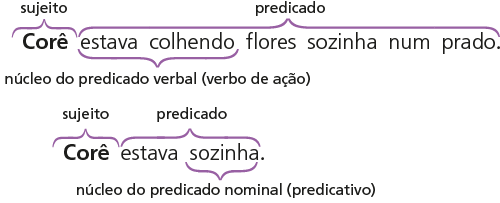 sujeito predicado
Corê estava colhendo flores sozinha num prado.
núcleo do predicado verbal (verbo de ação)
sujeito predicado
Corê estava sozinha.
núcleo do predicado nominal (predicativo)